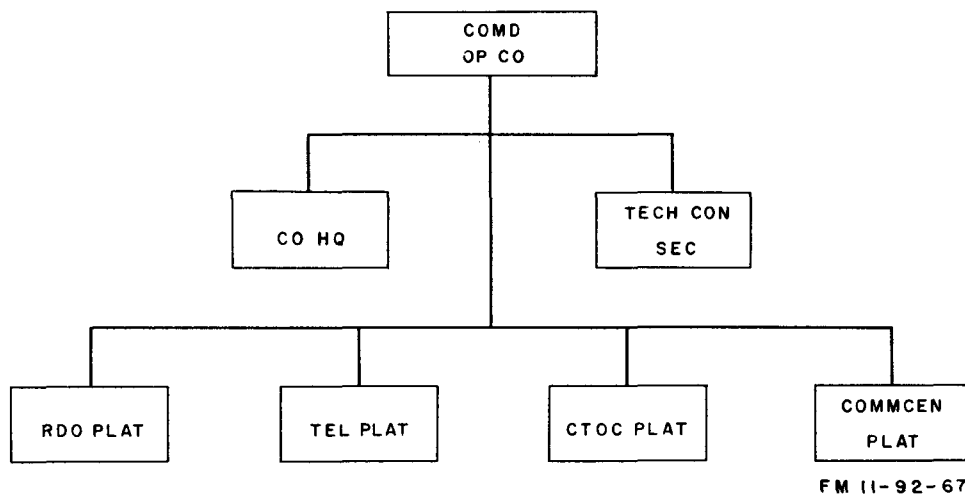 COMD
OP CO
CO HQ
TECH CON
SEC
RDO PLAT
TEL PLAT
CTOC PLAT
COMMCEN
PLAT
FM 11-92-67